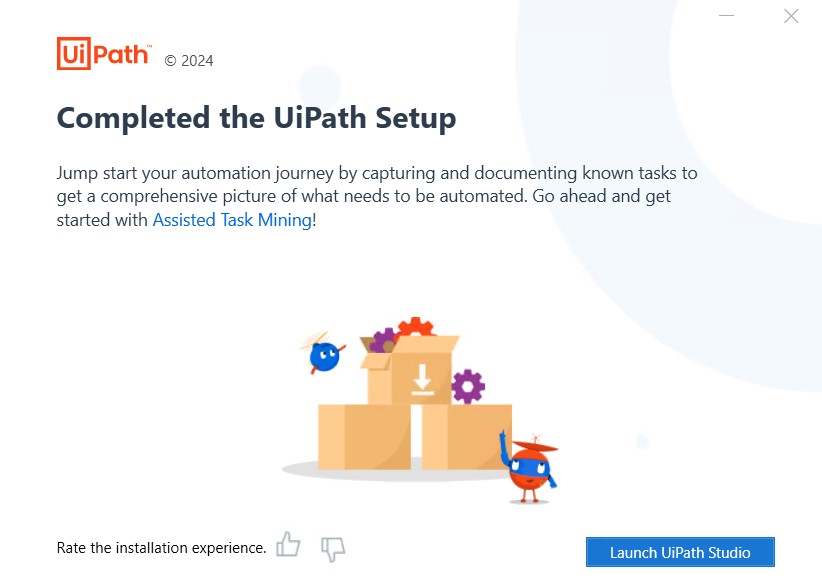 UiPath™ © 2024
Completed the UiPath Setup
Jump start your automation journey by capturing and documenting known tasks to
get a comprehensive picture of what needs to be automated. Go ahead and get
started with Assisted Task Mining!
Rate the installation experience.
Launch UiPath Studio